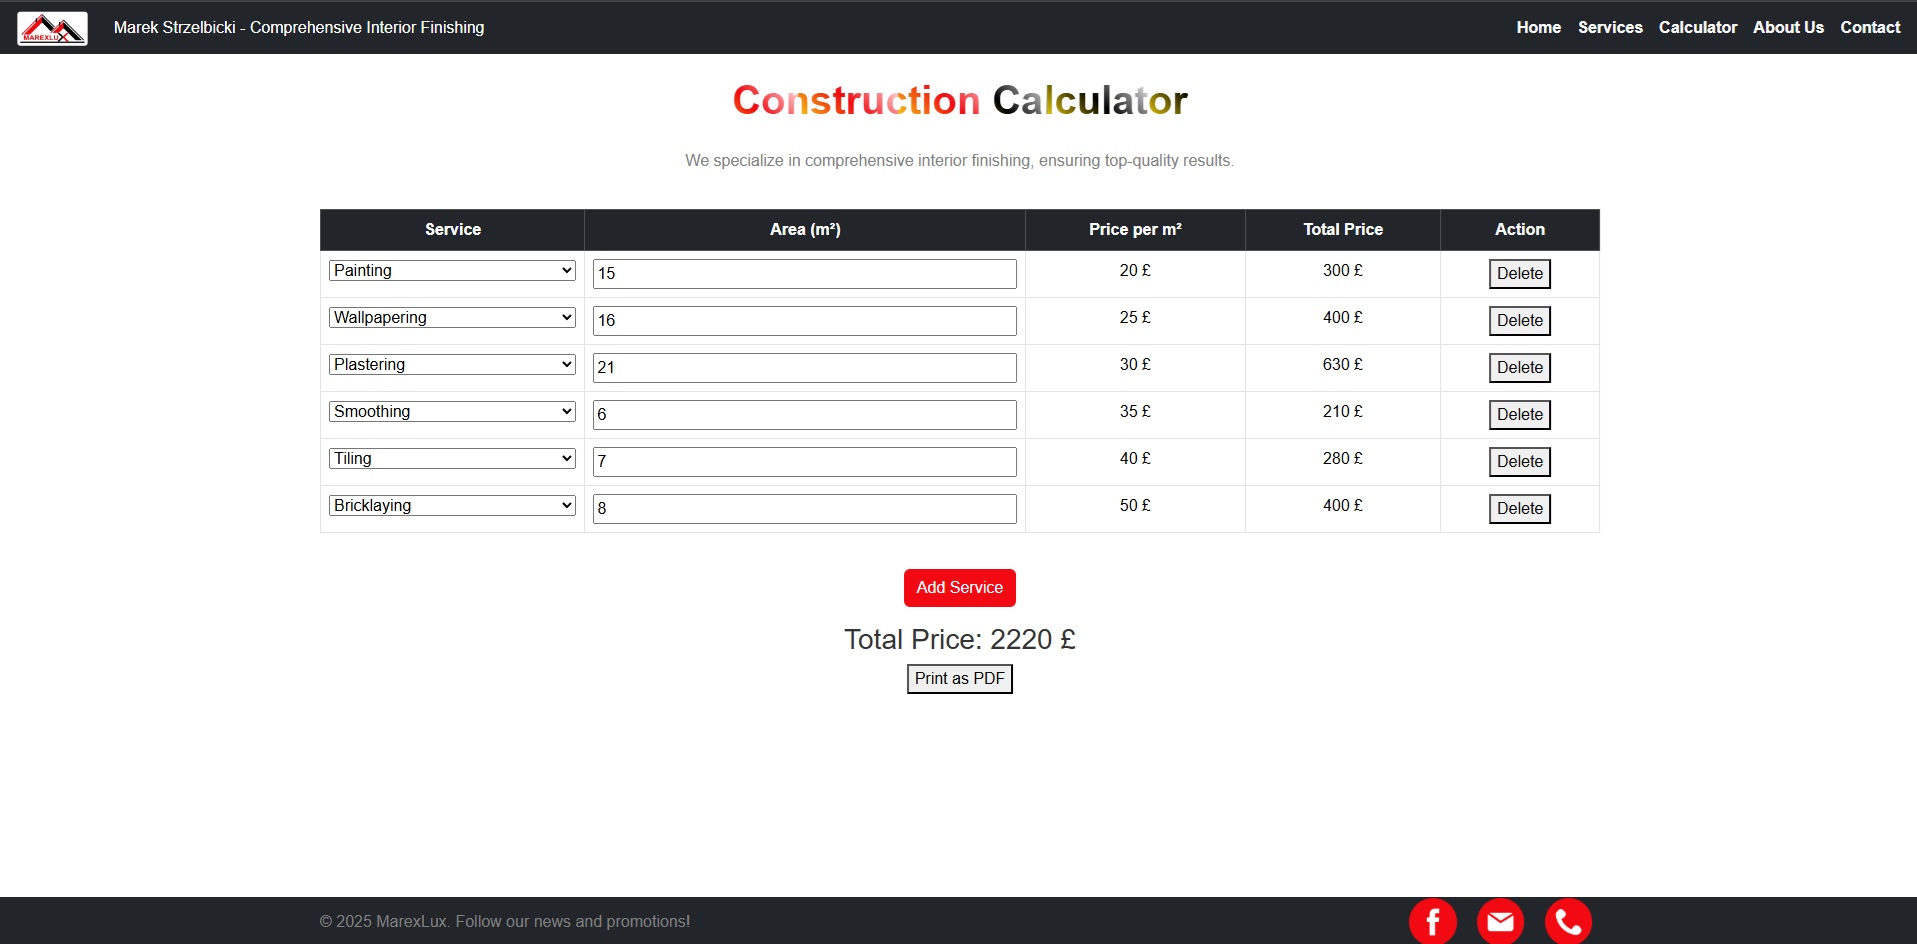 MAREXLUX
Marek Strzelbicki - Comprehensive Interior Finishing
Home Services Calculator About Us Contact
Construction Calculator
We specialize in comprehensive interior finishing, ensuring top-quality results.
Service Area (m²) Price per m² Total Price Action
Painting 15 20 £ 300 £ Delete
Wallpapering 16 25 £ 400 £ Delete
Plastering 21 30 £ 630 £ Delete
Smoothing 6 35 £ 210 £ Delete
Tiling 7 40 £ 280 £ Delete
Bricklaying 8 50 £ 400 £ Delete
Add Service
Total Price: 2220 £
Print as PDF
© 2025 MarexLux. Follow our news and promotions!